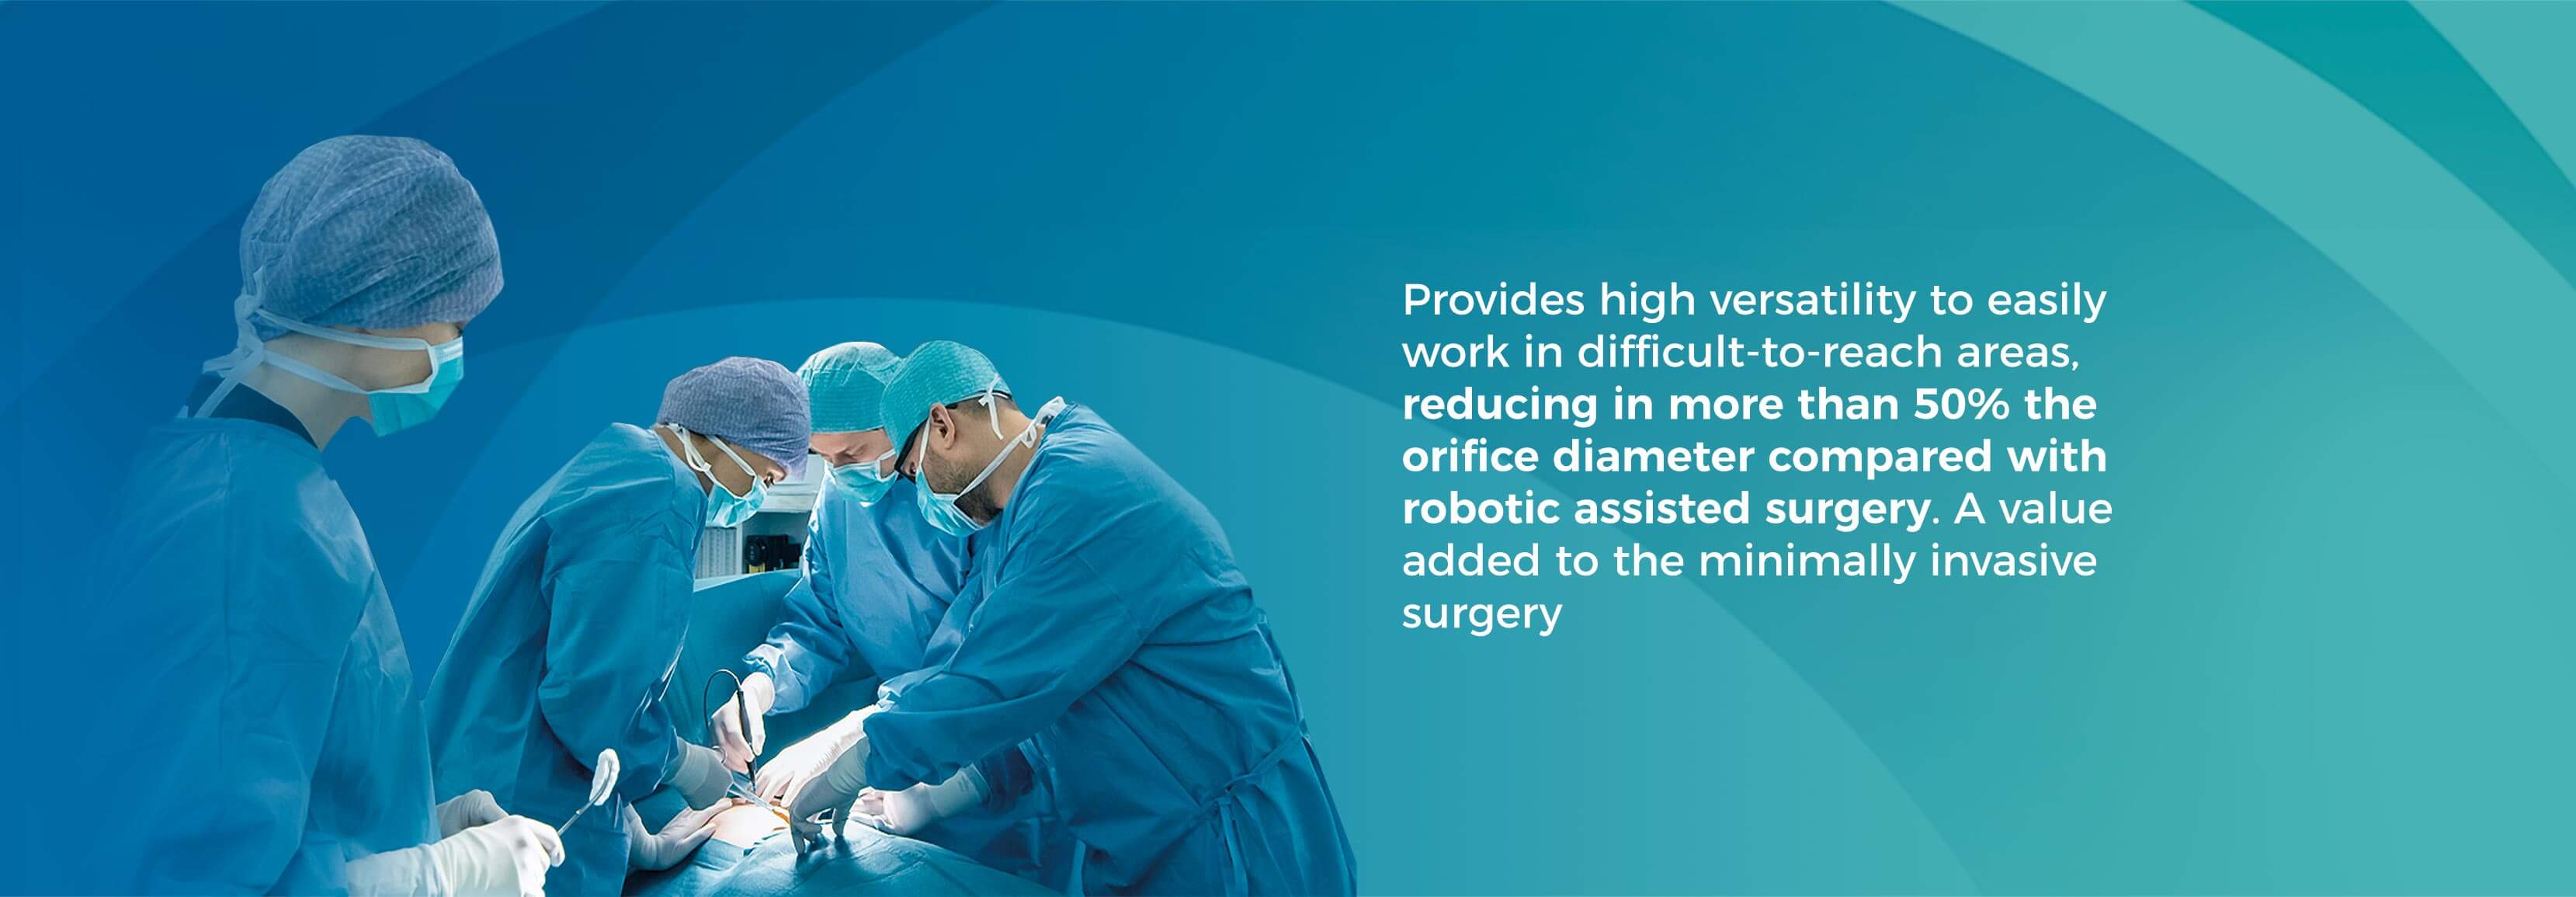 Provides high versatility to easily
work in difficult-to-reach areas,
reducing in more than 50% the
orifice diameter compared with
robotic assisted surgery. A value
added to the minimally invasive
surgery